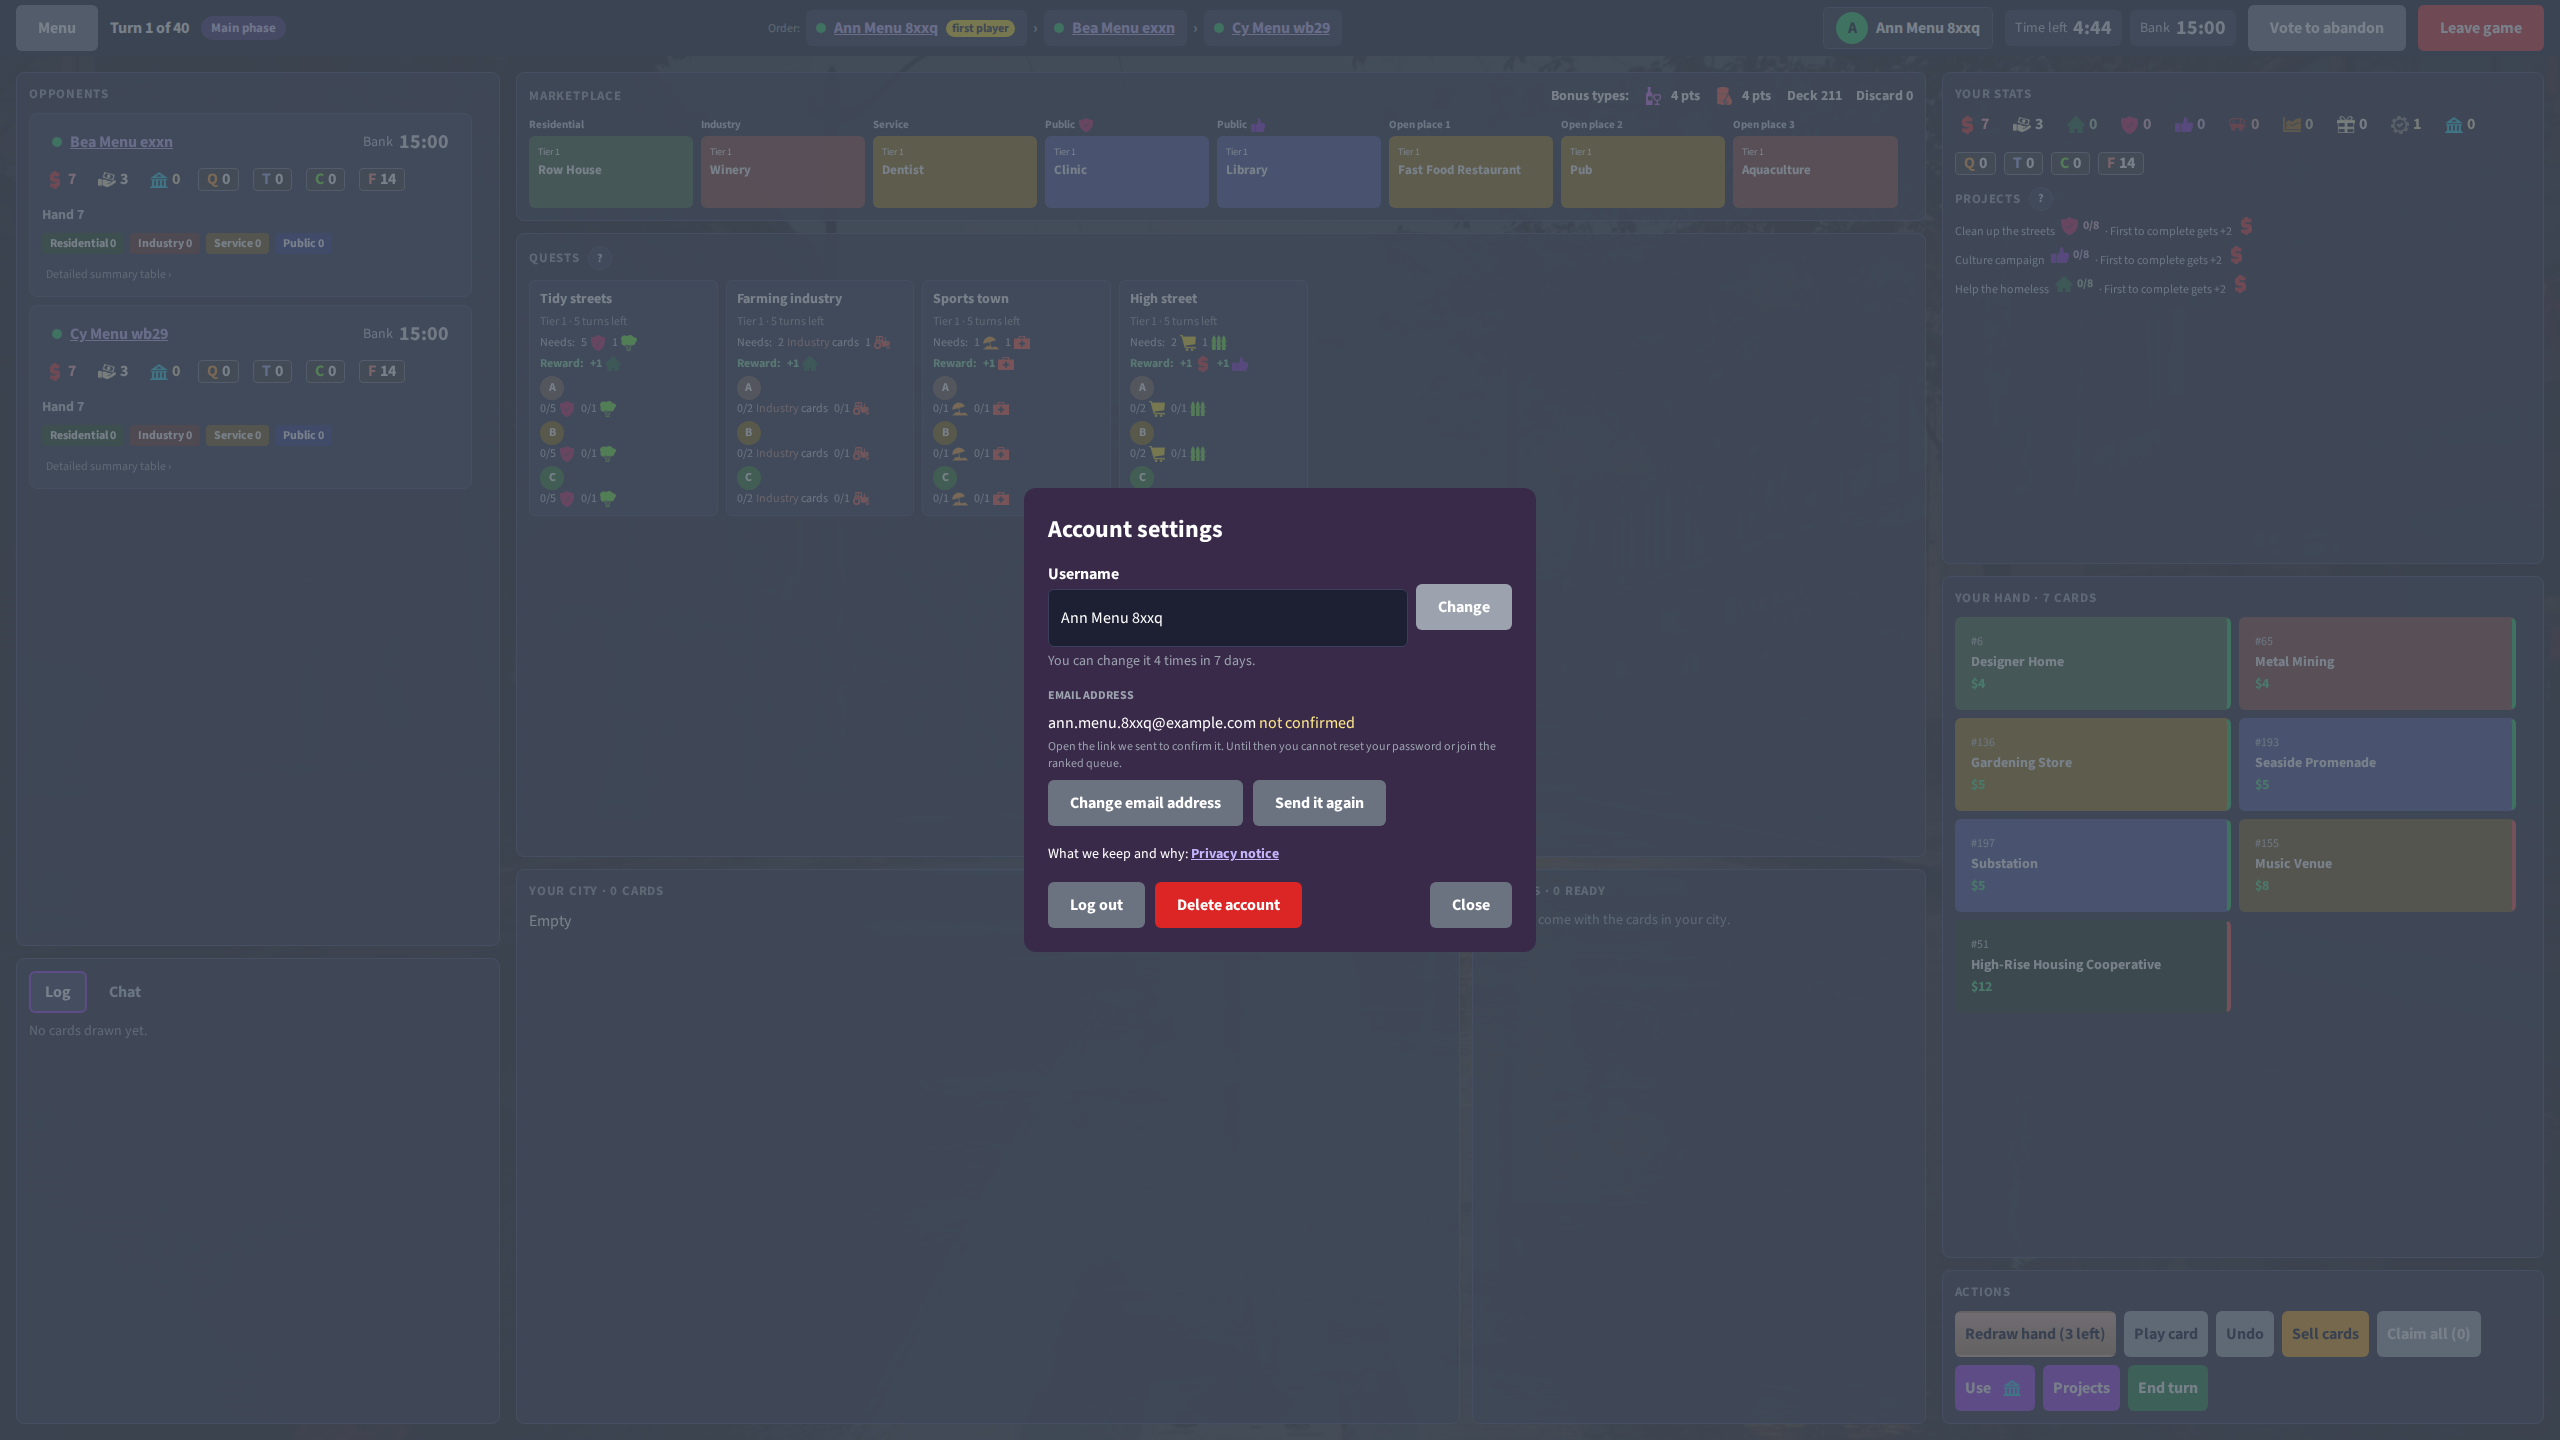 Menu
Turn 1 of 40
Main phase
Order:
Ann Menu 8xxq
first player
›
Bea Menu exxn
›
Cy Menu wb29
A
Ann Menu 8xxq
Time left 4:44
Bank 15:00
Vote to abandon
Leave game
OPPONENTS
Bea Menu exxn
Bank 15:00
7 3 0 Q 0 T 0 C 0 F 14
Hand 7
Residential 0 Industry 0 Service 0 Public 0
Detailed summary table ›
Cy Menu wb29
Bank 15:00
7 3 0 Q 0 T 0 C 0 F 14
Hand 7
Residential 0 Industry 0 Service 0 Public 0
Detailed summary table ›
Log
Chat
No cards drawn yet.
MARKETPLACE
Bonus types: 4 pts 4 pts Deck 211 Discard 0
Residential
Tier 1
Row House
Industry
Tier 1
Winery
Service
Tier 1
Dentist
Public
Tier 1
Clinic
Public
Tier 1
Library
Open place 1
Tier 1
Fast Food Restaurant
Open place 2
Tier 1
Pub
Open place 3
Tier 1
Aquaculture
QUESTS ?
Tidy streets
Tier 1 · 5 turns left
Needs: 5 1
Reward: +1
A
0/5 0/1
B
0/5 0/1
C
0/5 0/1
Farming industry
Tier 1 · 5 turns left
Needs: 2 Industry cards 1
Reward: +1
A
0/2 Industry cards 0/1
B
0/2 Industry cards 0/1
C
0/2 Industry cards 0/1
Sports town
Tier 1 · 5 turns left
Needs: 1 1
Reward: +1
A
0/1 0/1
B
0/1 0/1
C
0/1 0/1
High street
Tier 1 · 5 turns left
Needs: 2 1
Reward: +1 +1
A
0/2 0/1
B
0/2 0/1
C
Account settings
Username
Ann Menu 8xxq
Change
You can change it 4 times in 7 days.
EMAIL ADDRESS
ann.menu.8xxq@example.com not confirmed
Open the link we sent to confirm it. Until then you cannot reset your password or join the
ranked queue.
Change email address
Send it again
What we keep and why: Privacy notice
Log out
Delete account
Close
YOUR CITY · 0 CARDS
Empty
S · 0 READY
come with the cards in your city.
YOUR STATS
$ 7 3 0 0 0 0 0 0 1 0
Q 0 T 0 C 0 F 14
PROJECTS ?
Clean up the streets 0/8 · First to complete gets +2
Culture campaign 0/8 · First to complete gets +2
Help the homeless 0/8 · First to complete gets +2
YOUR HAND · 7 CARDS
#6
Designer Home
$4
#65
Metal Mining
$4
#136
Gardening Store
$5
#193
Seaside Promenade
$5
#197
Substation
$5
#155
Music Venue
$8
#51
High-Rise Housing Cooperative
$12
ACTIONS
Redraw hand (3 left)
Play card
Undo
Sell cards
Claim all (0)
Use
Projects
End turn